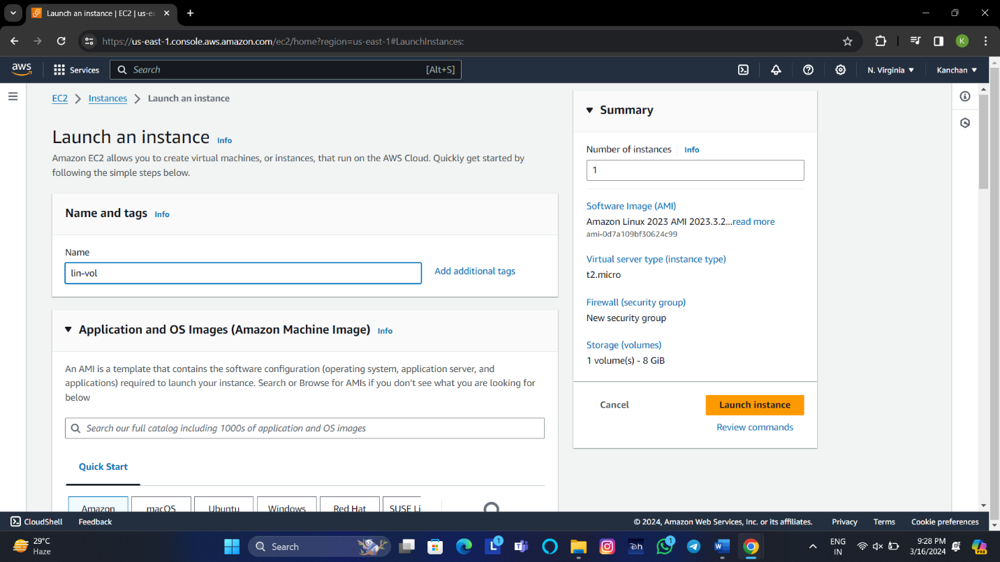 Launch an instance | EC2 | us-ea
https://us-east-1.console.aws.amazon.com/ec2/home?region=us-east-1#LaunchInstances:
K
aws
Services
Search
[Alt+S]
N. Virginia
Kanchan
EC2
Instances
Launch an instance
Launch an instance Info
Amazon EC2 allows you to create virtual machines, or instances, that run on the AWS Cloud. Quickly get started by
following the simple steps below.
Name and tags Info
Name
lin-vol
Add additional tags
Application and OS Images (Amazon Machine Image) Info
An AMI is a template that contains the software configuration (operating system, application server, and
applications) required to launch your instance. Search or Browse for AMIs if you don't see what you are looking for
below
Search our full catalog including 1000s of application and OS images
Quick Start
Amazon
macOS
Ubuntu
Windows
Red Hat
SUSE Li
Summary
Number of instances Info
1
Software Image (AMI)
Amazon Linux 2023 AMI 2023.3.2...read more
ami-0d7a109bf30624c99
Virtual server type (instance type)
t2.micro
Firewall (security group)
New security group
Storage (volumes)
1 volume(s) - 8 GiB
Cancel
Launch instance
Review commands
CloudShell
Feedback
© 2024, Amazon Web Services, Inc. or its affiliates.
Privacy
Terms
Cookie preferences
29°C
Haze
Search
L
1
Dh
1
W
ENG
IN
9:28 PM
3/16/2024
PRE